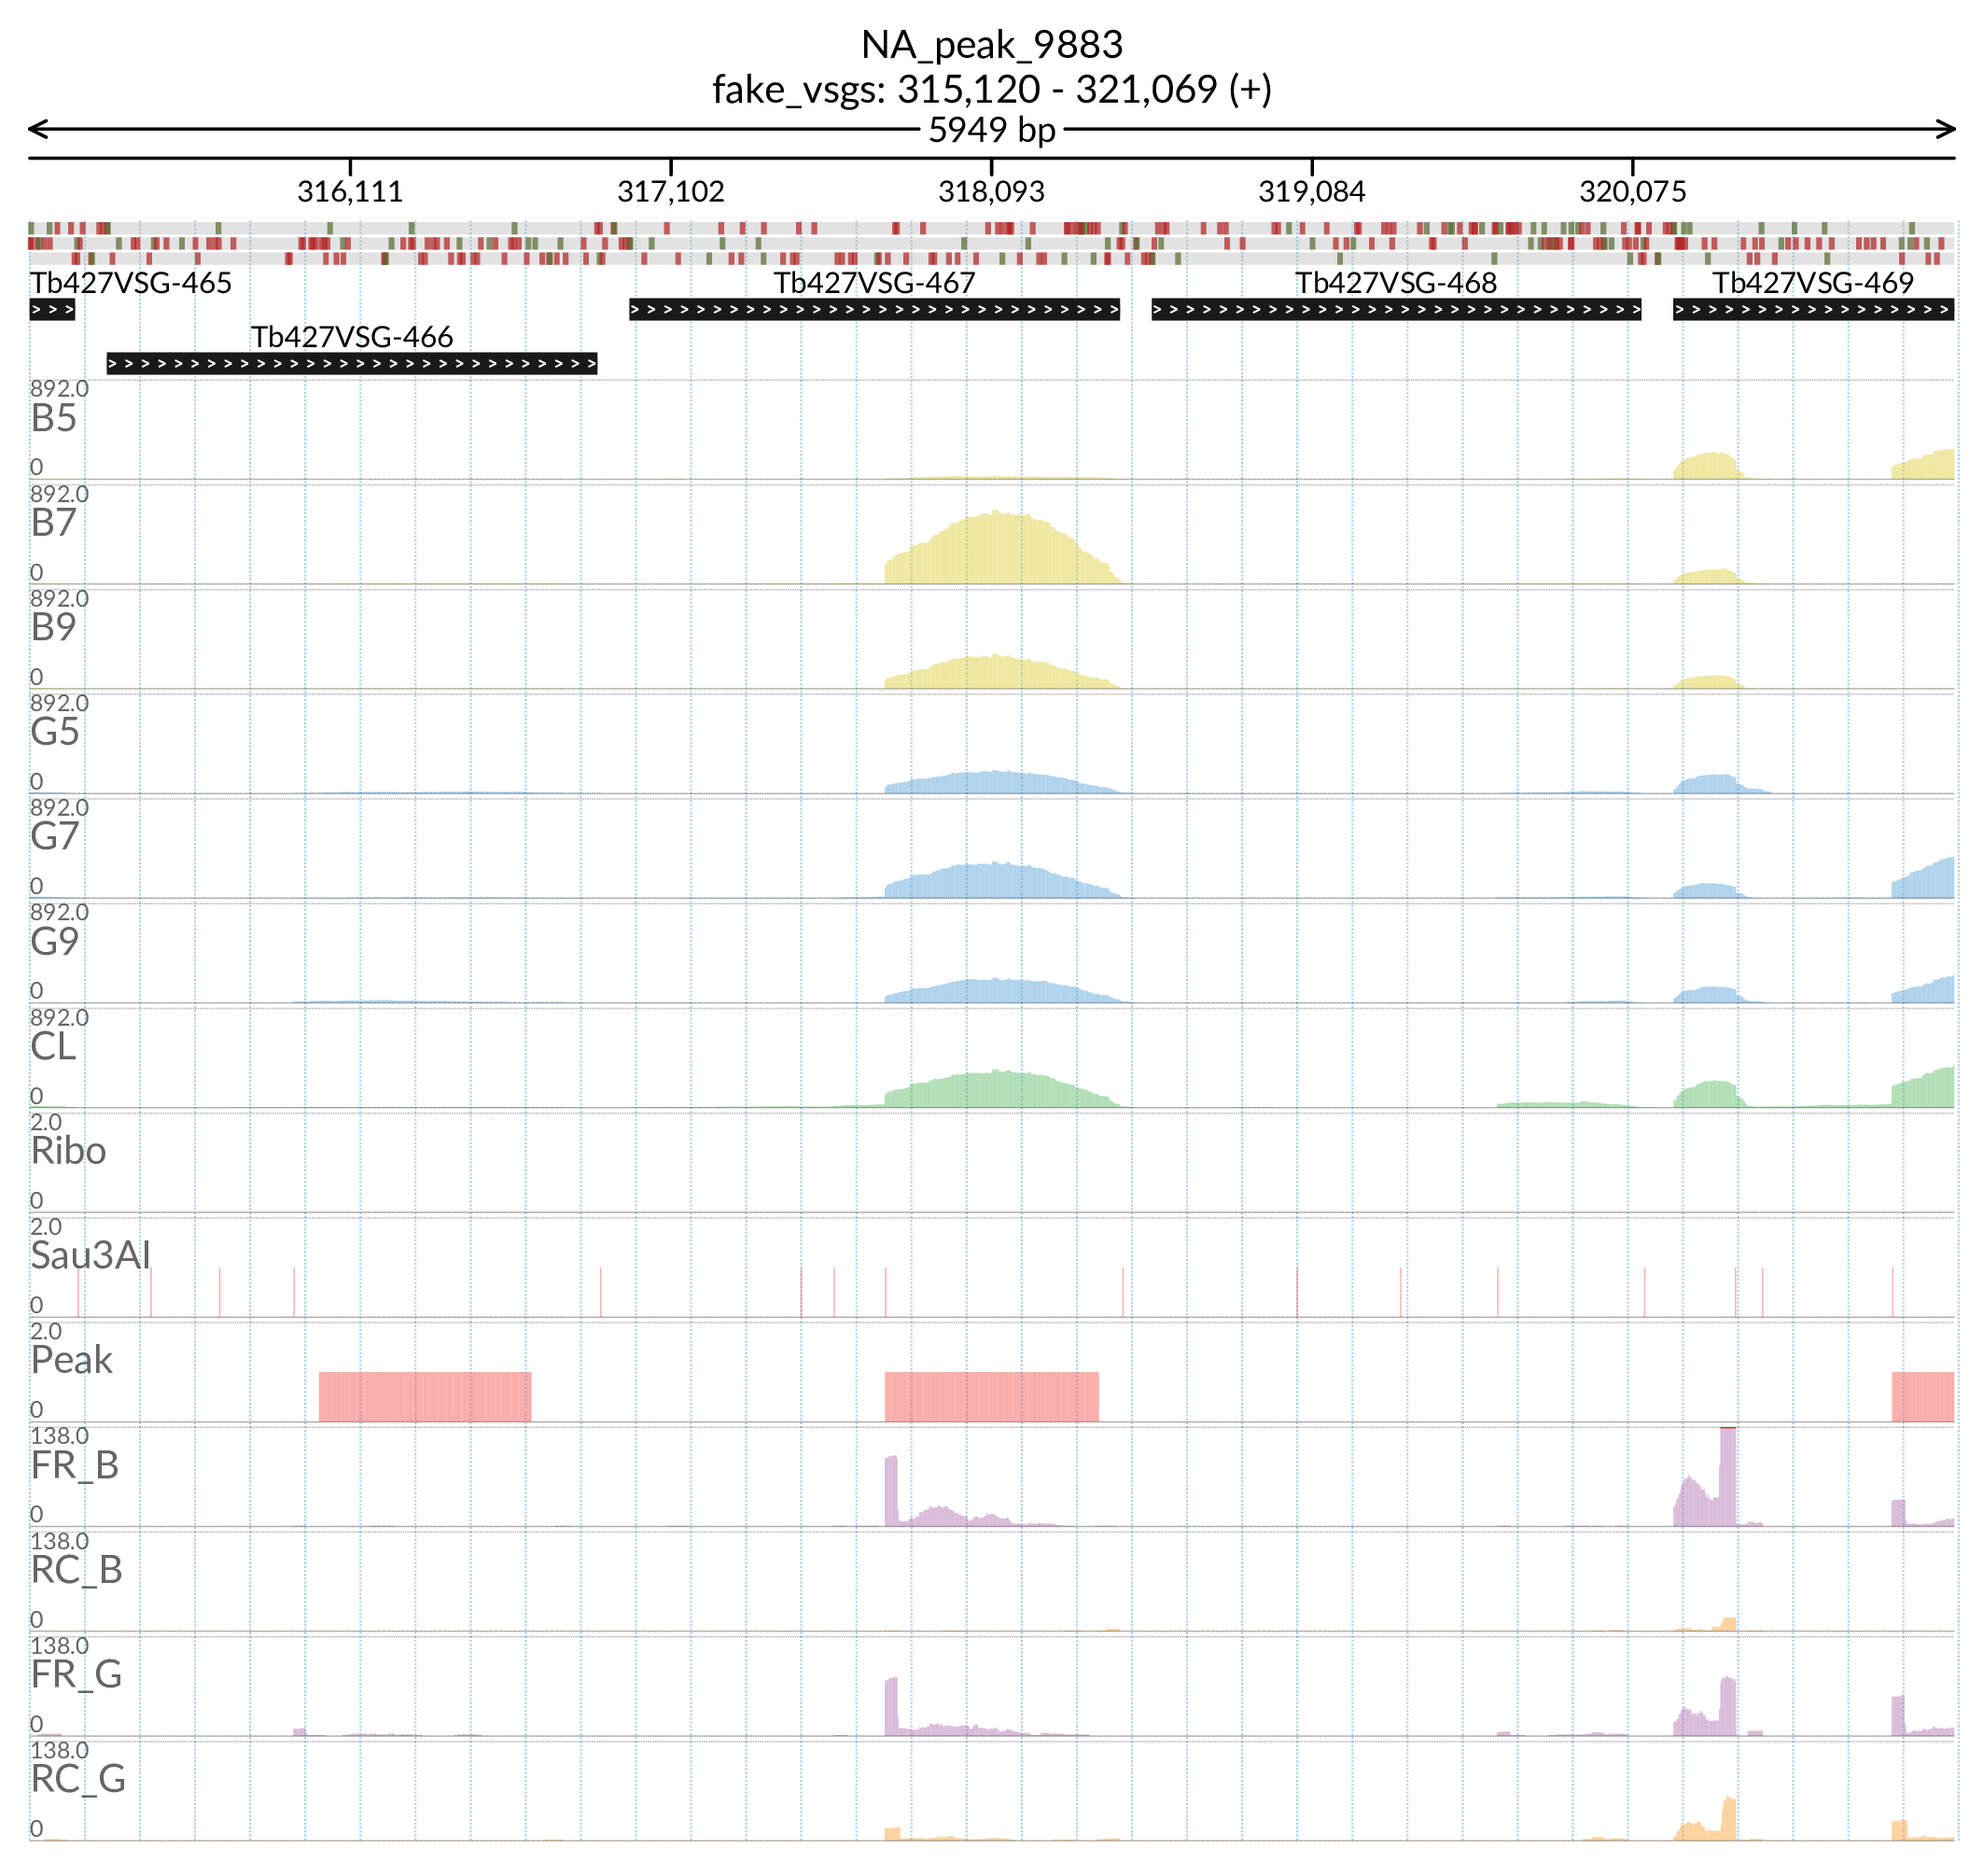 NA_peak_9883
fake_vsgs: 315,120 - 321,069 (+)
5949 bp
316,111 317,102 318,093 319,084 320,075
Tb427VSG-465 Tb427VSG-467 Tb427VSG-468 Tb427VSG-469
Tb427VSG-466
892.0
B5
0
892.0
B7
0
892.0
B9
0
892.0
G5
0
892.0
G7
0
892.0
G9
0
892.0
CL
0
2.0
Ribo
0
2.0
Sau3AI
0
2.0
Peak
0
138.0
FR_B
0
138.0
RC_B
0
138.0
FR_G
0
138.0
RC_G
0